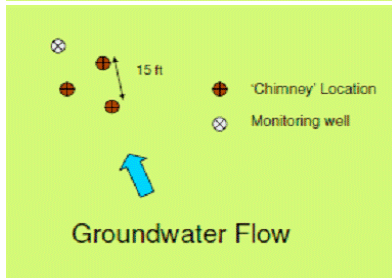 15 ft
'Chimney' Location
Monitoring well
Groundwater Flow